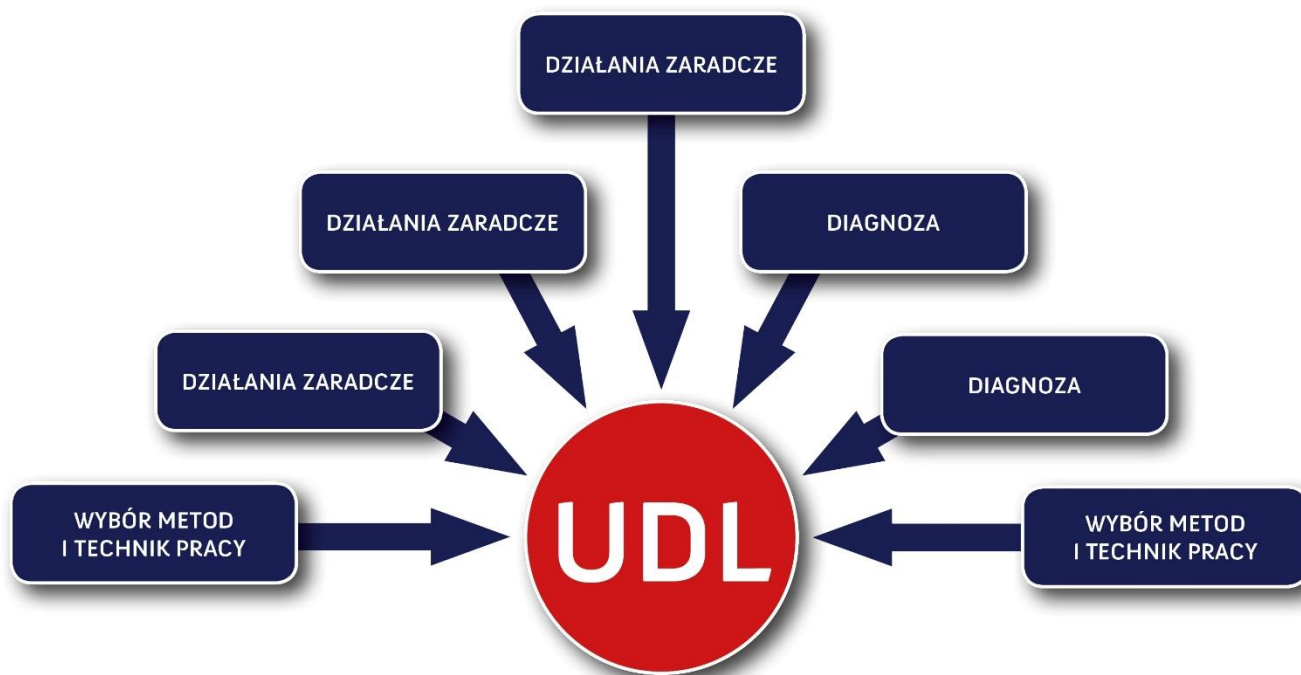 DZIAŁANIA ZARADCZE
DZIAŁANIA ZARADCZE
DIAGNOZA
DZIAŁANIA ZARADCZE
DIAGNOZA
WYBÓR METOD
I TECHNIK PRACY
UDL
WYBÓR METOD
I TECHNIK PRACY